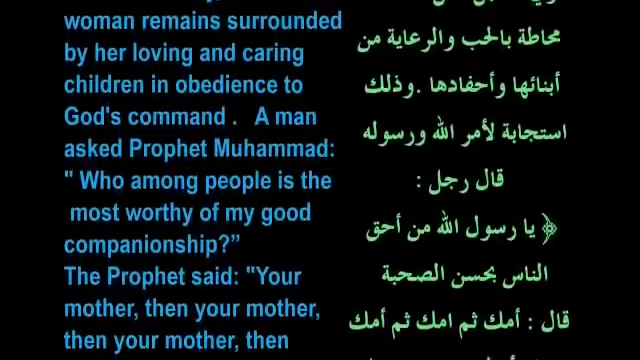 woman remains surrounded
by her loving and caring
children in obedience to
God's command .   A man
asked Prophet Muhammad:
" Who among people is the
most worthy of my good
companionship?”
The Prophet said: "Your
mother, then your mother,
then your mother, then
محاطة بالحب والرعاية من
أبنائها وأحفادها .وذلك
استجابة لأمر الله ورسوله
قال رجل :
يا رسول الله من أحق
الناس بحسن الصحبة
قال : أمك ثم امك ثم أمك